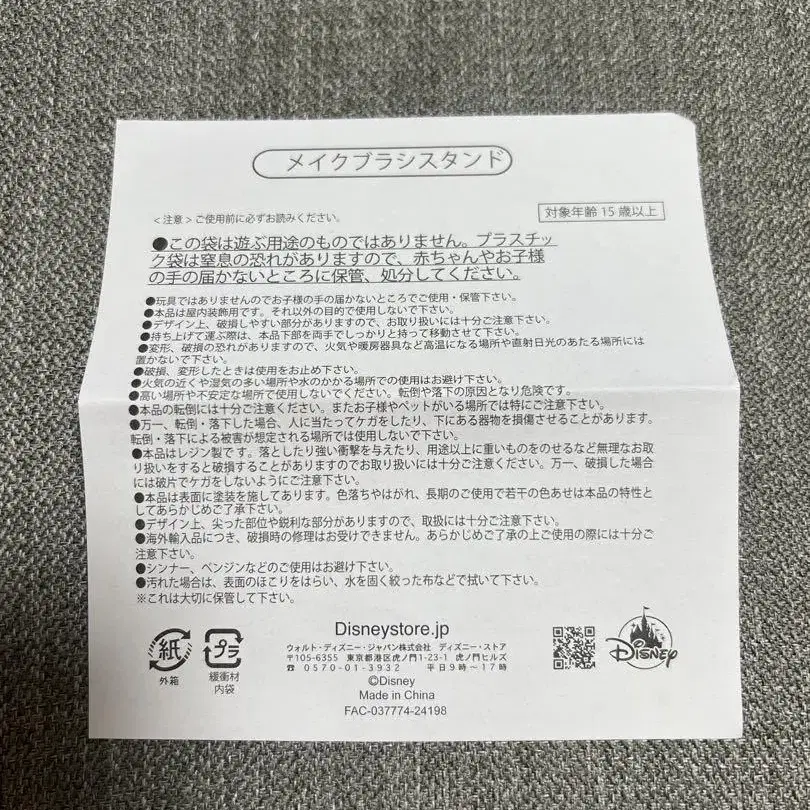 メイクブラシスタンド
<注意>ご使用前に必ずお読みください。
対象年齢15歳以上
●この袋は遊ぶ用途のものではありません。プラスチッ
ク袋は窒息の恐れがありますので、赤ちゃんやお子様
の手の届かないところに保管、処分してください。
●玩具ではありませんのでお子様の手の届かないところでご使用・保管下さい。
●本品は屋内装飾用です。それ以外の目的で使用しないで下さい。
●デザイン上、破損しやすい部分がありますので、お取り扱いには十分ご注意下さい。
●持ち上げて運ぶ際は、本品下部を両手でしっかりと持って移動させて下さい。
●変形、破損の恐れがありますので、火気や暖房器具など高温になる場所や直射日光のあたる場所には
置かないで下さい。
●破損、変形したときは使用をお止め下さい。
●火気の近くや湿気の多い場所や水のかかる場所での使用はお避け下さい。
●高い場所や不安定な場所で使用しないでください。転倒や落下の原因となり危険です。
●本品の転倒には十分ご注意ください。またお子様やペットがいる場所では特にご注意下さい。
●万一、転倒・落下した場合、人に当たってケガをしたり、下にある器物を損傷させることがあります。
転倒・落下による被害が想定される場所では使用しないで下さい。
●本品はレジン製です。落としたり強い衝撃を与えたり、用途以上に重いものをのせるなど無理なお取
り扱いをすると破損することがありますのでお取り扱いには十分ご注意ください。万一、破損した場合
には破片でケガをしないようにご注意下さい。
●本品は表面に塗装を施してあります。色落ちやはがれ、長期のご使用で若干の色あせは本品の特性と
してあらかじめご了承下さい。
●デザイン上、尖った部位や鋭利な部分がありますので、取扱には十分ご注意下さい。
●海外輸入品につき、破損時の修理はお受けできません。あらかじめご了承の上ご使用の際には十分ご
注意下さい。
●シンナー、ベンジンなどのご使用はお避け下さい。
●汚れた場合は、表面のほこりをはらい、水を固く絞った布などで拭いて下さい。
※これは大切に保管して下さい。
紙
外箱
プラ
緩衝材
内袋
Disneystore.jp
ウォルト・ディズニー・ジャパン株式会社 ディズニー・ストア
〒105-6355 東京都港区虎ノ門1-23-1 虎ノ門ヒルズ
☎ 0570-01-3932 平日9時～17時
©Disney
Made in China
FAC-037774-24198
Disney